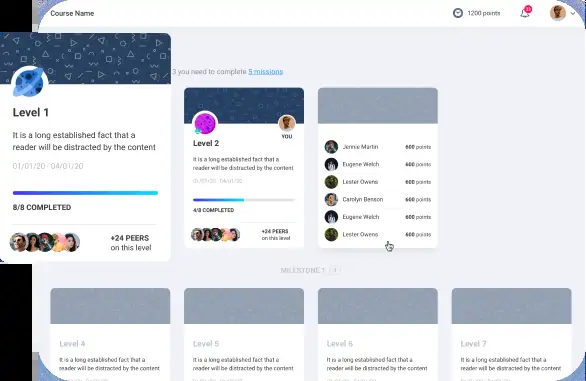 Course Name
1200 points
3 you need to complete 5 missions
Level 1
It is a long established fact that a
reader will be distracted by the content
01/01/20 - 04/01/20
8/8 COMPLETED
+24 PEERS
on this level
YOU
Level 2
It is a long established fact that a
reader will be distracted by the content
01/01/20 - 04/01/20
4/8 COMPLETED
+24 PEERS
on this level
Jennie Martin 600 points
Eugene Welch 600 points
Lester Owens 600 points
Carolyn Benson 600 points
Eugene Welch 600 points
Lester Owens 600 points
MILESTONE 1
Level 4
It is a long established fact that a
reader will be distracted by the content
Level 5
It is a long established fact that a
reader will be distracted by the content
Level 6
It is a long established fact that a
reader will be distracted by the content
Level 7
It is a long established fact that a
reader will be distracted by the content